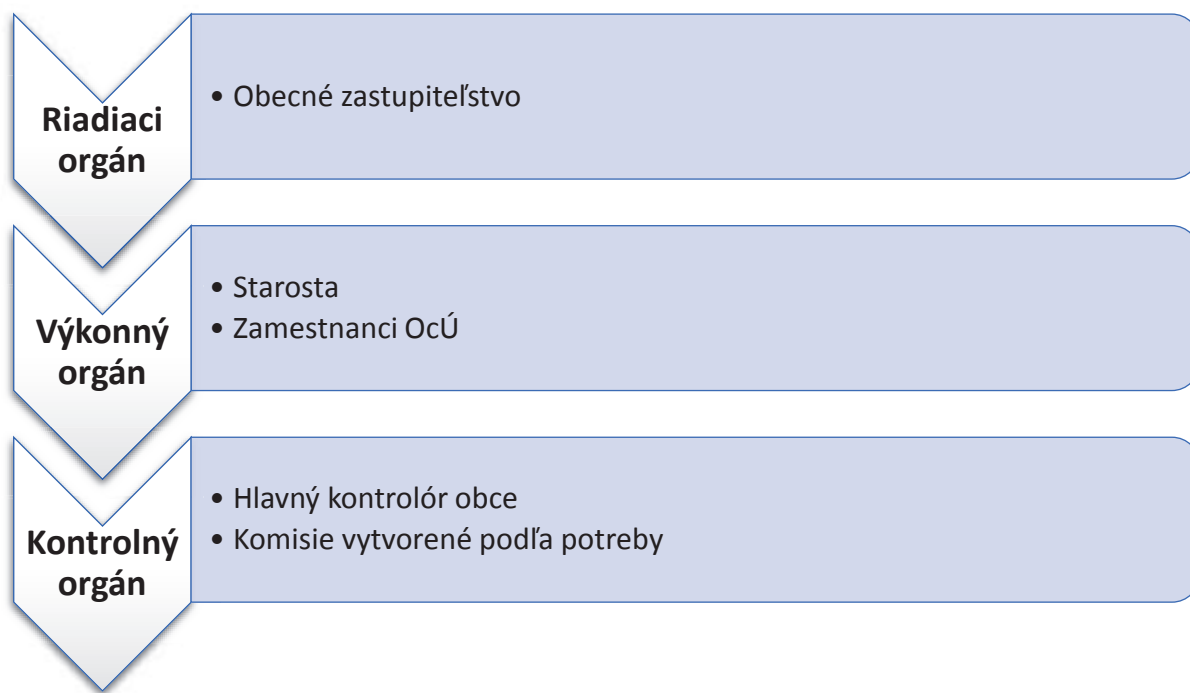 Riadiaci
orgán
• Obecné zastupiteľstvo
Výkonný
orgán
• Starosta
• Zamestnanci OcÚ
Kontrolný
orgán
• Hlavný kontrolór obce
• Komisie vytvorené podľa potreby